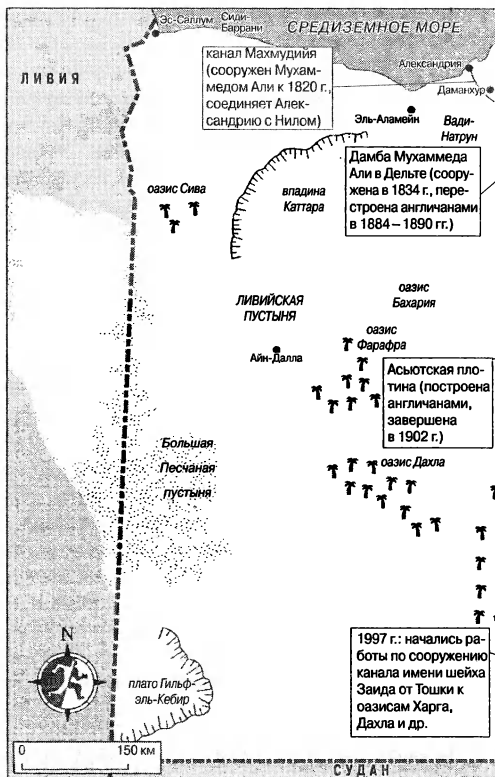 Эс-Саллум
Сиди-
Баррани
СРЕДИЗЕМНОЕ МОРЕ
ЛИВИЯ
канал Махмудийя
(сооружен Мухам-
медом Али к 1820 г.,
соединяет Алек-
сандрию с Нилом)
Александрия
Даманхур
Эль-Аламейн
Вади-
Натрун
Дамба Мухаммеда
Али в Дельте (соору-
жена в 1834 г., пере-
строена англичанами
в 1884 – 1890 гг.)
оазис Сива
впадина
Каттара
оазис
Бахария
ЛИВИЙСКАЯ
ПУСТЫНЯ
оазис
Фарафра
Айн-Далла
Асьютская пло-
тина (построена
англичанами,
завершена
в 1902 г.)
Большая
Песчаная
пустыня
оазис Дахла
N
1997 г.: начались ра-
боты по сооружению
канала имени шейха
Заида от Тошки к
оазисам Харга,
Дахла и др.
плато Гильф-
эль-Кебир
0 150 км
СУДАН